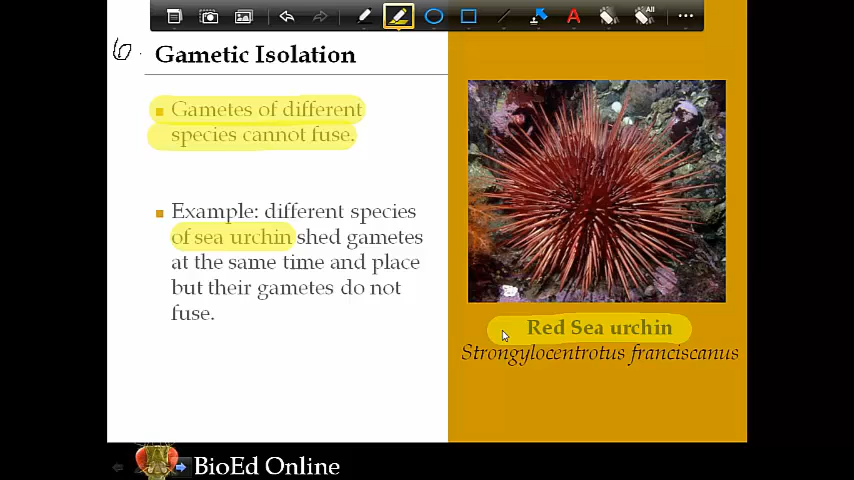 All
6. Gametic Isolation
Gametes of different
species cannot fuse.
Example: different species
of sea urchin shed gametes
at the same time and place
but their gametes do not
fuse.
Red Sea urchin
Strongylocentrotus franciscanus
BioEd Online